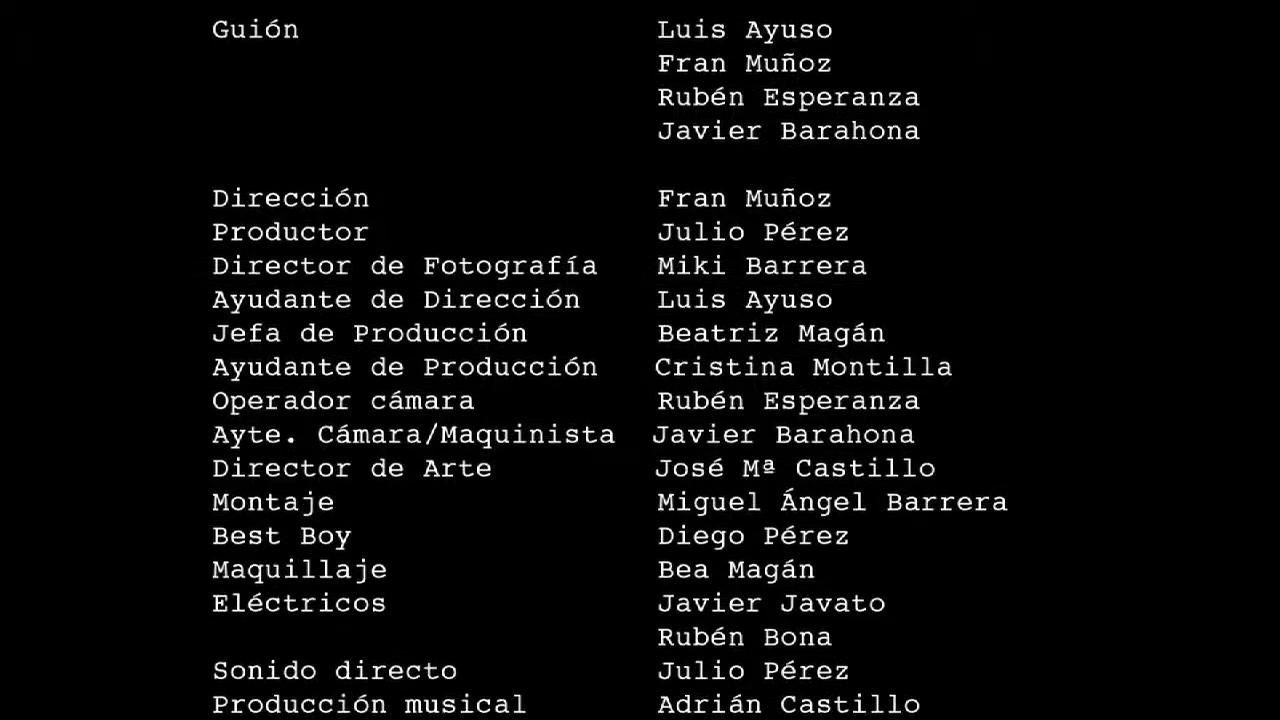 Guión Luis Ayuso
Fran Muñoz
Rubén Esperanza
Javier Barahona
Dirección Fran Muñoz
Productor Julio Pérez
Director de Fotografía Miki Barrera
Ayudante de Dirección Luis Ayuso
Jefa de Producción Beatriz Magán
Ayudante de Producción Cristina Montilla
Operador cámara Rubén Esperanza
Ayte. Cámara/Maquinista Javier Barahona
Director de Arte José Mª Castillo
Montaje Miguel Ángel Barrera
Best Boy Diego Pérez
Maquillaje Bea Magán
Eléctricos Javier Javato
Rubén Bona
Sonido directo Julio Pérez
Producción musical Adrián Castillo